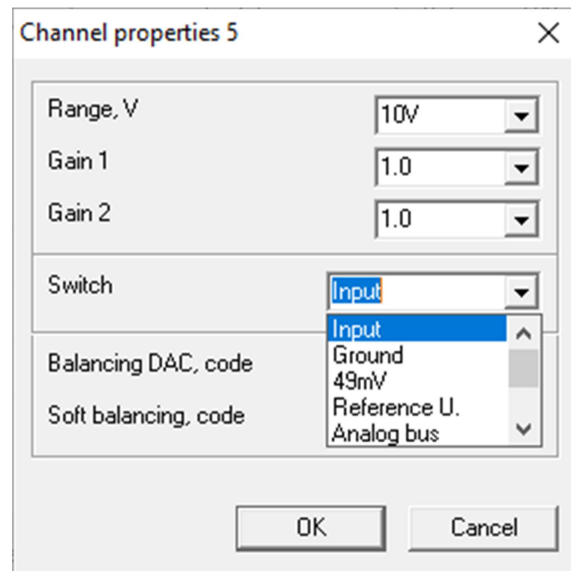 Channel properties 5
Range, V 10V
Gain 1 1.0
Gain 2 1.0
Switch Input
Input
Ground
Balancing DAC, code 49mV
Reference U.
Soft balancing, code Analog bus
OK Cancel